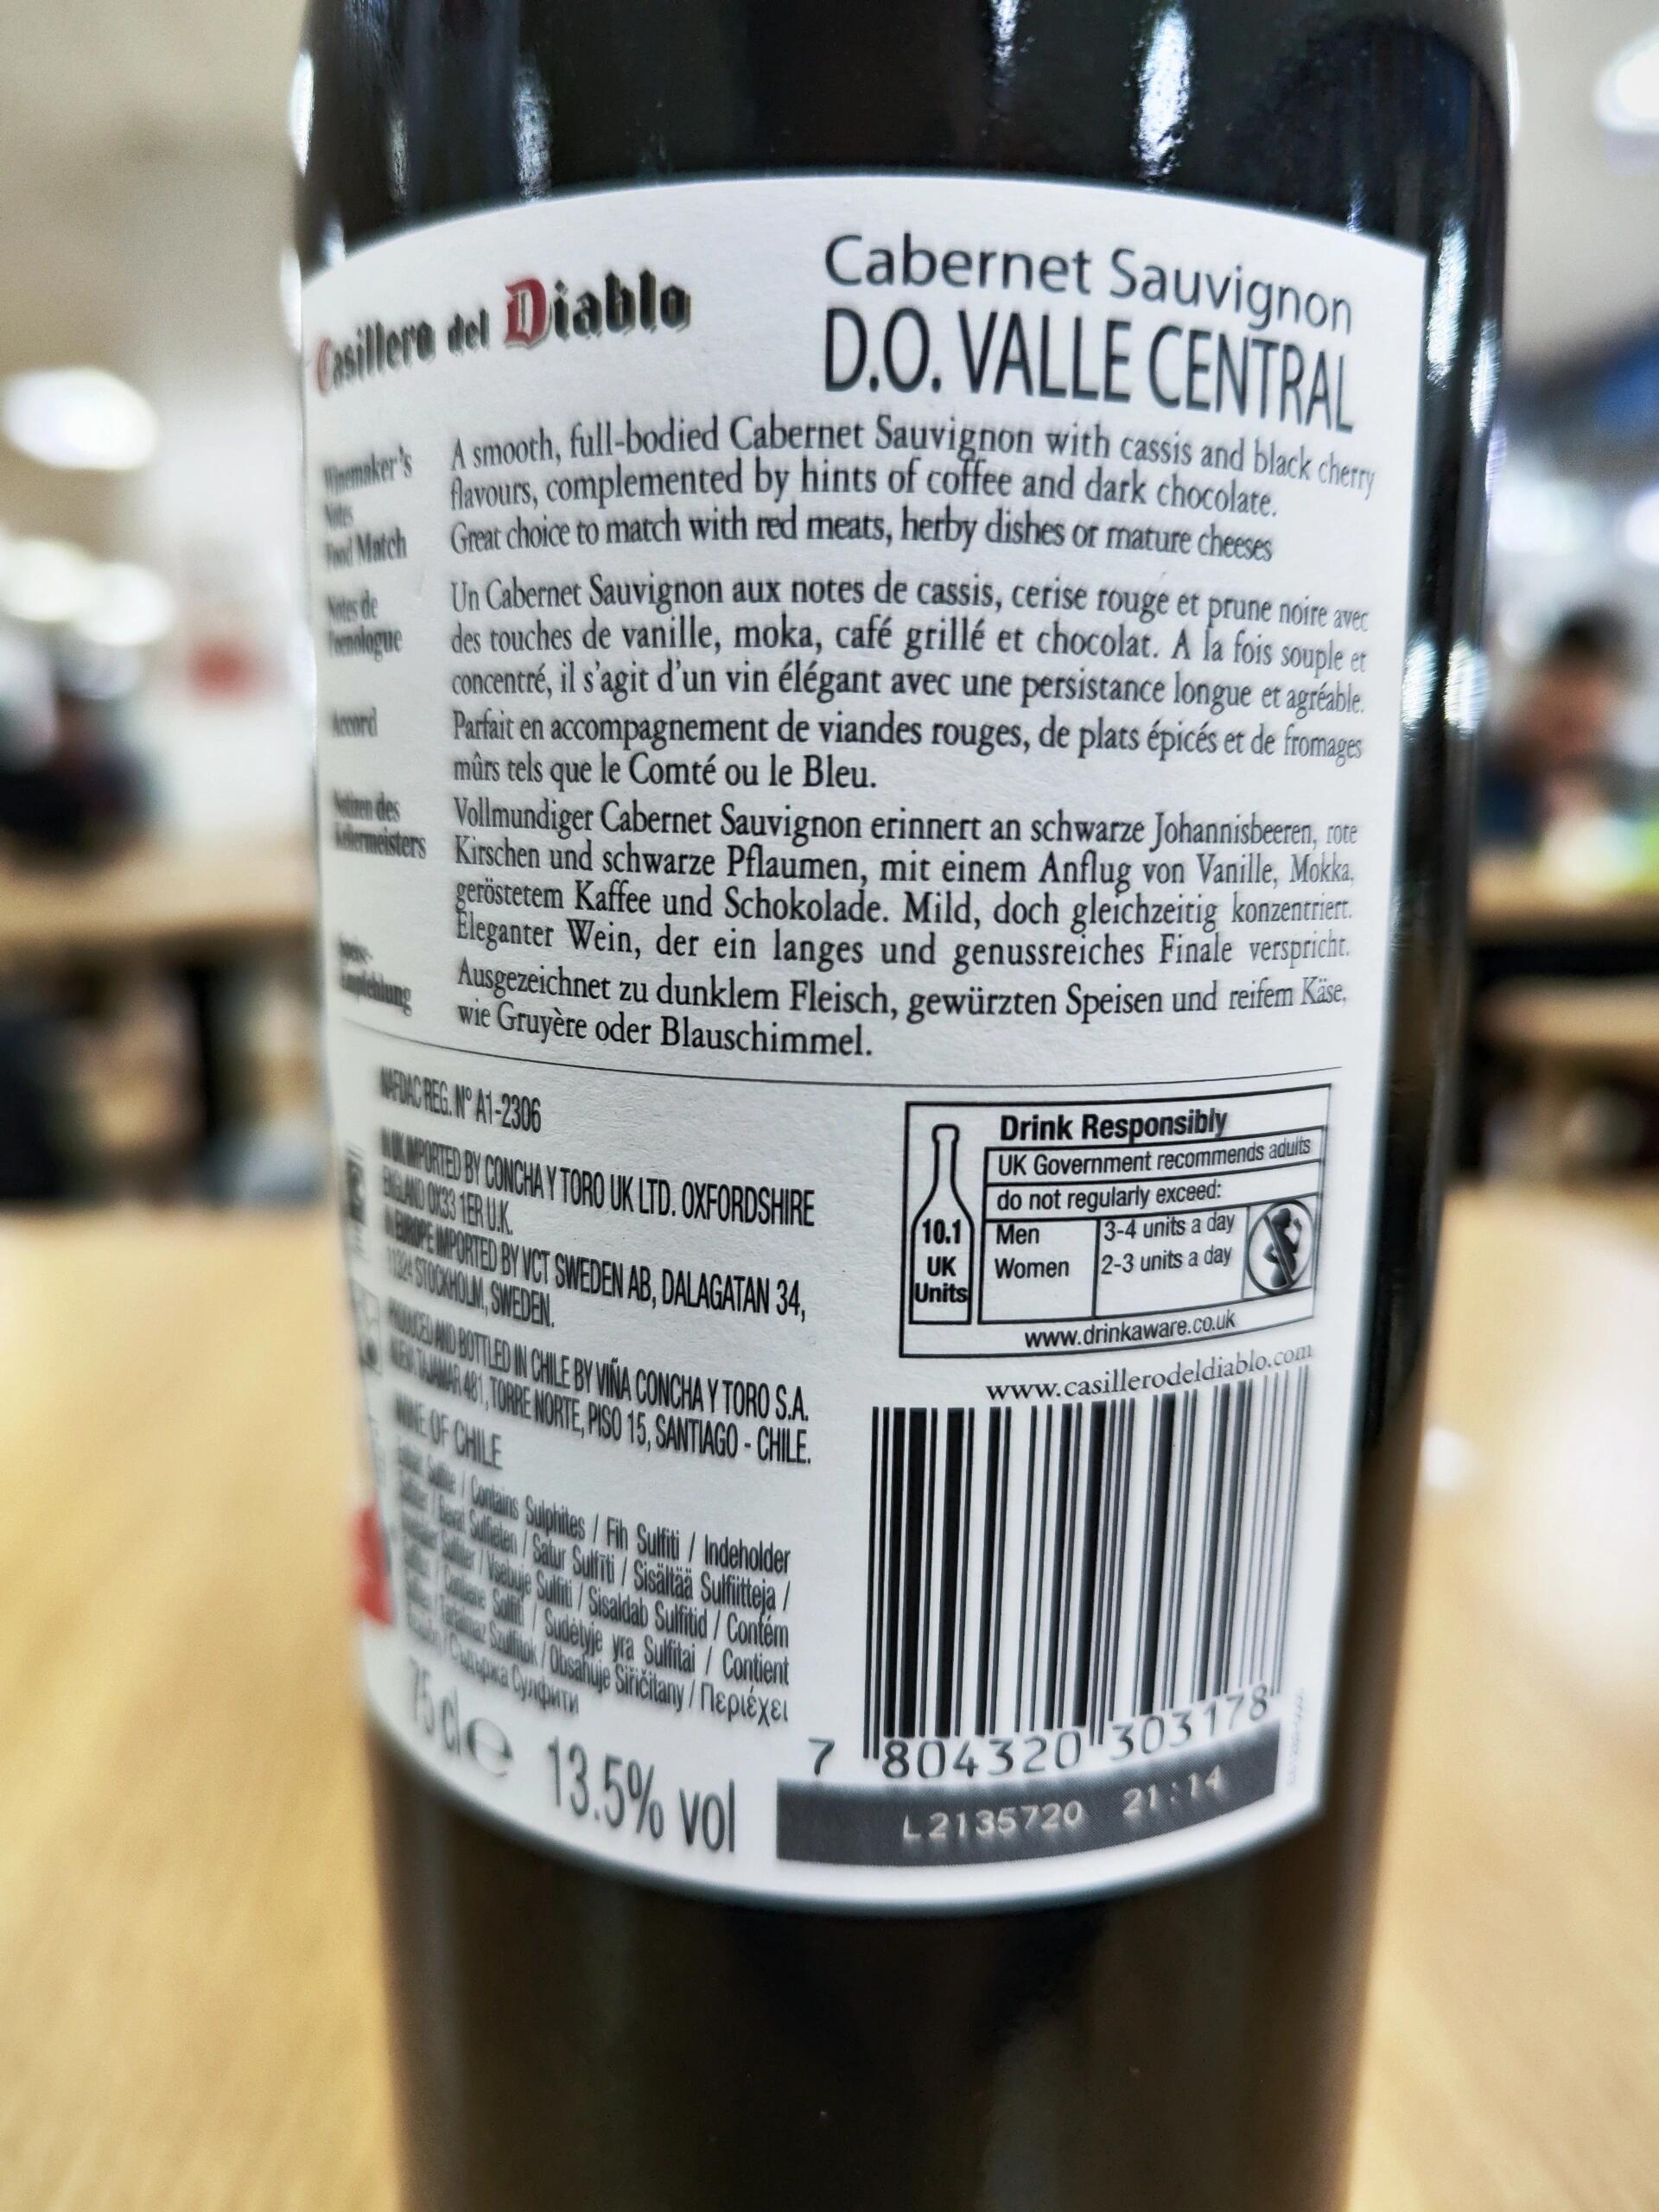 Casillero del Diablo
Cabernet Sauvignon
D.O. VALLE CENTRAL
Winemaker's
Notes
A smooth, full-bodied Cabernet Sauvignon with cassis and black cherry
flavours, complemented by hints of coffee and dark chocolate.
Food Match
Great choice to match with red meats, herby dishes or mature cheeses
Notes de
l'oenologue
Un Cabernet Sauvignon aux notes de cassis, cerise rouge et prune noire avec
des touches de vanille, moka, café grillé et chocolat. A la fois souple et
concentré, il s'agit d'un vin élégant avec une persistance longue et agréable.
Accord
Parfait en accompagnement de viandes rouges, de plats épicés et de fromages
mûrs tels que le Comté ou le Bleu.
Notizen des
Kellermeisters
Vollmundiger Cabernet Sauvignon erinnert an schwarze Johannisbeeren, rote
Kirschen und schwarze Pflaumen, mit einem Anflug von Vanille, Mokka,
geröstetem Kaffee und Schokolade. Mild, doch gleichzeitig konzentriert.
Eleganter Wein, der ein langes und genussreiches Finale verspricht.
Speise-
Empfehlung
Ausgezeichnet zu dunklem Fleisch, gewürzten Speisen und reifem Käse,
wie Gruyère oder Blauschimmel.
NAFDAC REG. N° A1-2306
IN UK IMPORTED BY CONCHA Y TORO UK LTD. OXFORDSHIRE
ENGLAND OX33 1ER U.K.
IN EUROPE IMPORTED BY VCT SWEDEN AB, DALAGATAN 34,
11324 STOCKHOLM, SWEDEN.
PRODUCED AND BOTTLED IN CHILE BY VIÑA CONCHA Y TORO S.A.
NUEVA TAJAMAR 481, TORRE NORTE, PISO 15, SANTIAGO - CHILE.
WINE OF CHILE
Sulfite / Contains Sulphites / Fih Sulfiti / Indeholder
Sulfitter / Bevat Sulfieten / Satur Sulfīti / Sisältää Sulfiitteja /
Sulfiter / Vsebuje Sulfiti / Sisaldab Sulfitid / Contém
Contiene Solfiti / Sudėtyje yra Sulfitai / Contient
Tartalmaz Szulfitok / Obsahuje Siřičitany / Περιέχει
Съдържа Сулфити
75 cl e 13.5% vol
Drink Responsibly
UK Government recommends adults
do not regularly exceed:
10.1
UK
Units
Men 3-4 units a day
Women 2-3 units a day
www.drinkaware.co.uk
www.casillerodeldiablo.com
7 804320 303178
L2135720 21:14